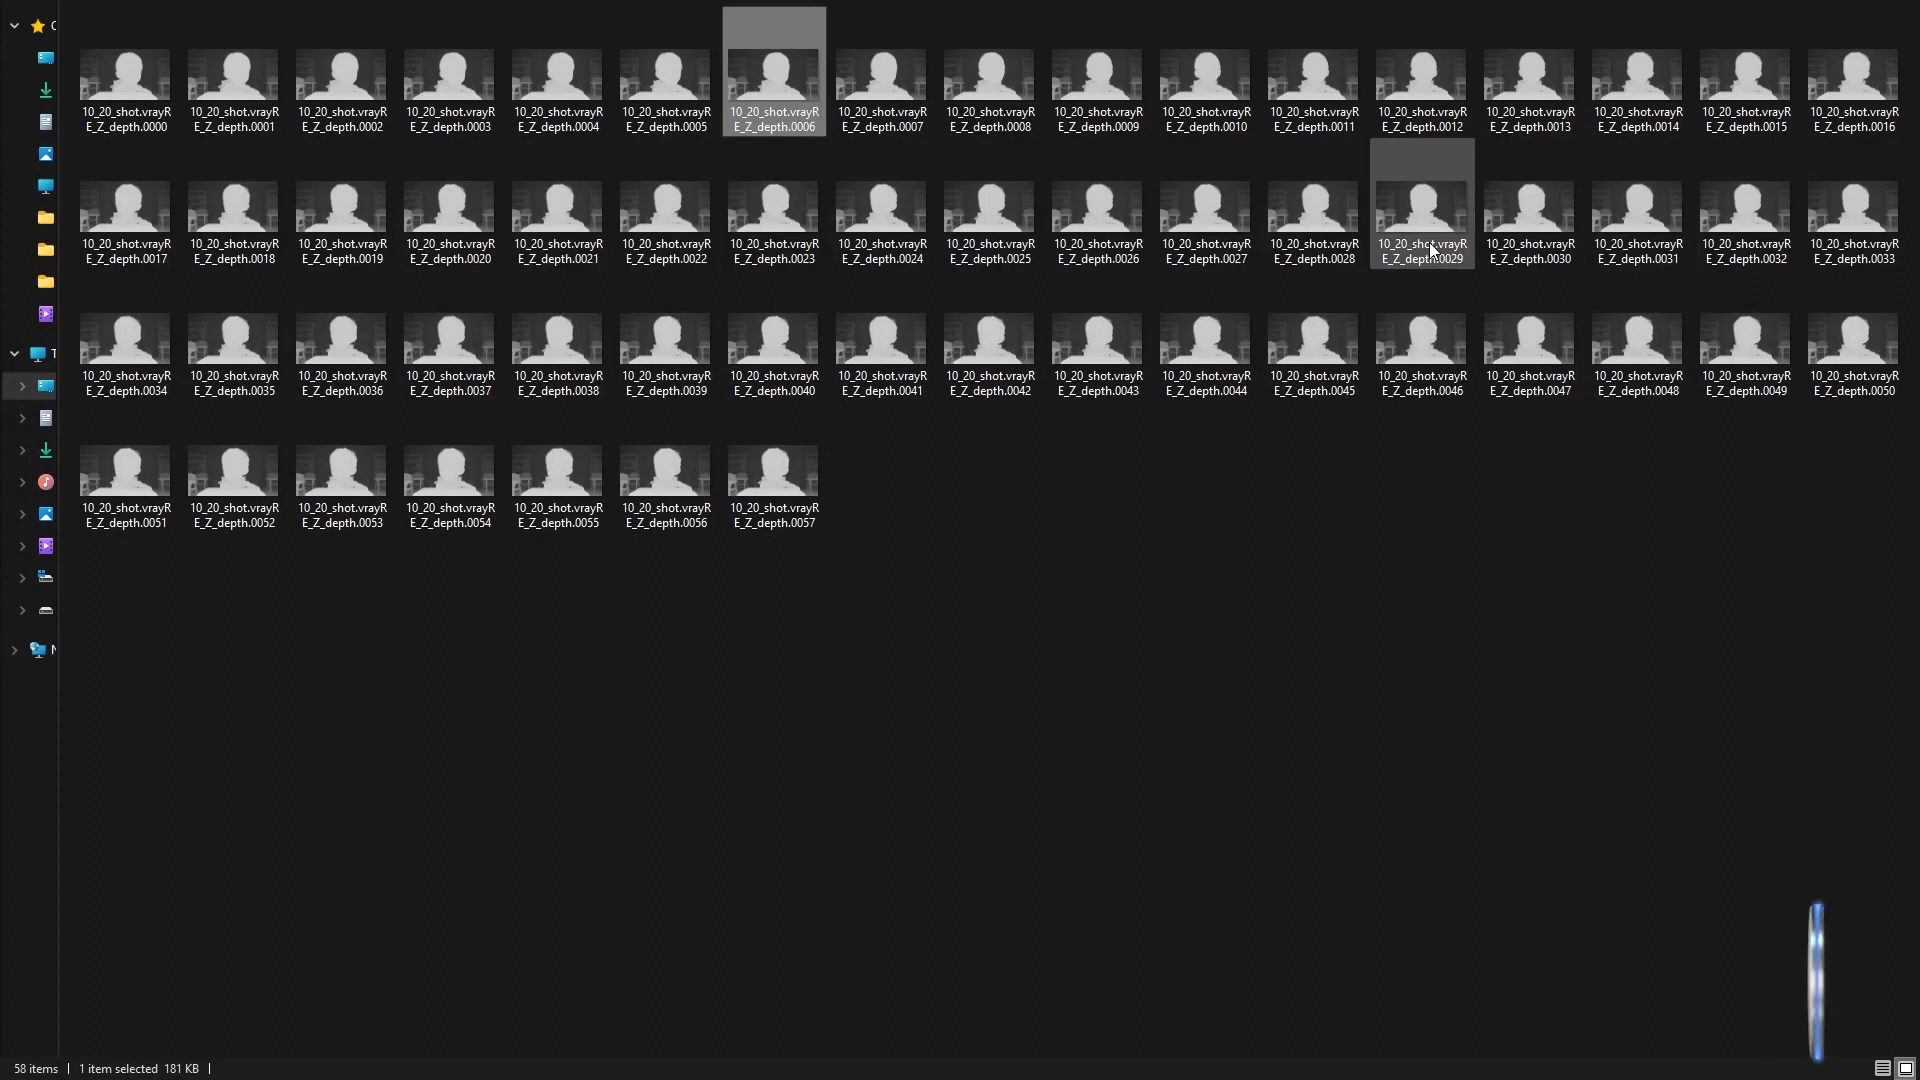 C
10_20_shot.vrayR 10_20_shot.vrayR 10_20_shot.vrayR 10_20_shot.vrayR 10_20_shot.vrayR 10_20_shot.vrayR 10_20_shot.vrayR 10_20_shot.vrayR 10_20_shot.vrayR 10_20_shot.vrayR 10_20_shot.vrayR 10_20_shot.vrayR 10_20_shot.vrayR 10_20_shot.vrayR 10_20_shot.vrayR 10_20_shot.vrayR 10_20_shot.vrayR
E_Z_depth.0000 E_Z_depth.0001 E_Z_depth.0002 E_Z_depth.0003 E_Z_depth.0004 E_Z_depth.0005 E_Z_depth.0006 E_Z_depth.0007 E_Z_depth.0008 E_Z_depth.0009 E_Z_depth.0010 E_Z_depth.0011 E_Z_depth.0012 E_Z_depth.0013 E_Z_depth.0014 E_Z_depth.0015 E_Z_depth.0016
10_20_shot.vrayR 10_20_shot.vrayR 10_20_shot.vrayR 10_20_shot.vrayR 10_20_shot.vrayR 10_20_shot.vrayR 10_20_shot.vrayR 10_20_shot.vrayR 10_20_shot.vrayR 10_20_shot.vrayR 10_20_shot.vrayR 10_20_shot.vrayR 10_20_shot.vrayR 10_20_shot.vrayR 10_20_shot.vrayR 10_20_shot.vrayR 10_20_shot.vrayR
E_Z_depth.0017 E_Z_depth.0018 E_Z_depth.0019 E_Z_depth.0020 E_Z_depth.0021 E_Z_depth.0022 E_Z_depth.0023 E_Z_depth.0024 E_Z_depth.0025 E_Z_depth.0026 E_Z_depth.0027 E_Z_depth.0028 E_Z_depth.0029 E_Z_depth.0030 E_Z_depth.0031 E_Z_depth.0032 E_Z_depth.0033
T
10_20_shot.vrayR 10_20_shot.vrayR 10_20_shot.vrayR 10_20_shot.vrayR 10_20_shot.vrayR 10_20_shot.vrayR 10_20_shot.vrayR 10_20_shot.vrayR 10_20_shot.vrayR 10_20_shot.vrayR 10_20_shot.vrayR 10_20_shot.vrayR 10_20_shot.vrayR 10_20_shot.vrayR 10_20_shot.vrayR 10_20_shot.vrayR 10_20_shot.vrayR
E_Z_depth.0034 E_Z_depth.0035 E_Z_depth.0036 E_Z_depth.0037 E_Z_depth.0038 E_Z_depth.0039 E_Z_depth.0040 E_Z_depth.0041 E_Z_depth.0042 E_Z_depth.0043 E_Z_depth.0044 E_Z_depth.0045 E_Z_depth.0046 E_Z_depth.0047 E_Z_depth.0048 E_Z_depth.0049 E_Z_depth.0050
10_20_shot.vrayR 10_20_shot.vrayR 10_20_shot.vrayR 10_20_shot.vrayR 10_20_shot.vrayR 10_20_shot.vrayR 10_20_shot.vrayR
E_Z_depth.0051 E_Z_depth.0052 E_Z_depth.0053 E_Z_depth.0054 E_Z_depth.0055 E_Z_depth.0056 E_Z_depth.0057
58 items | 1 item selected 181 KB |